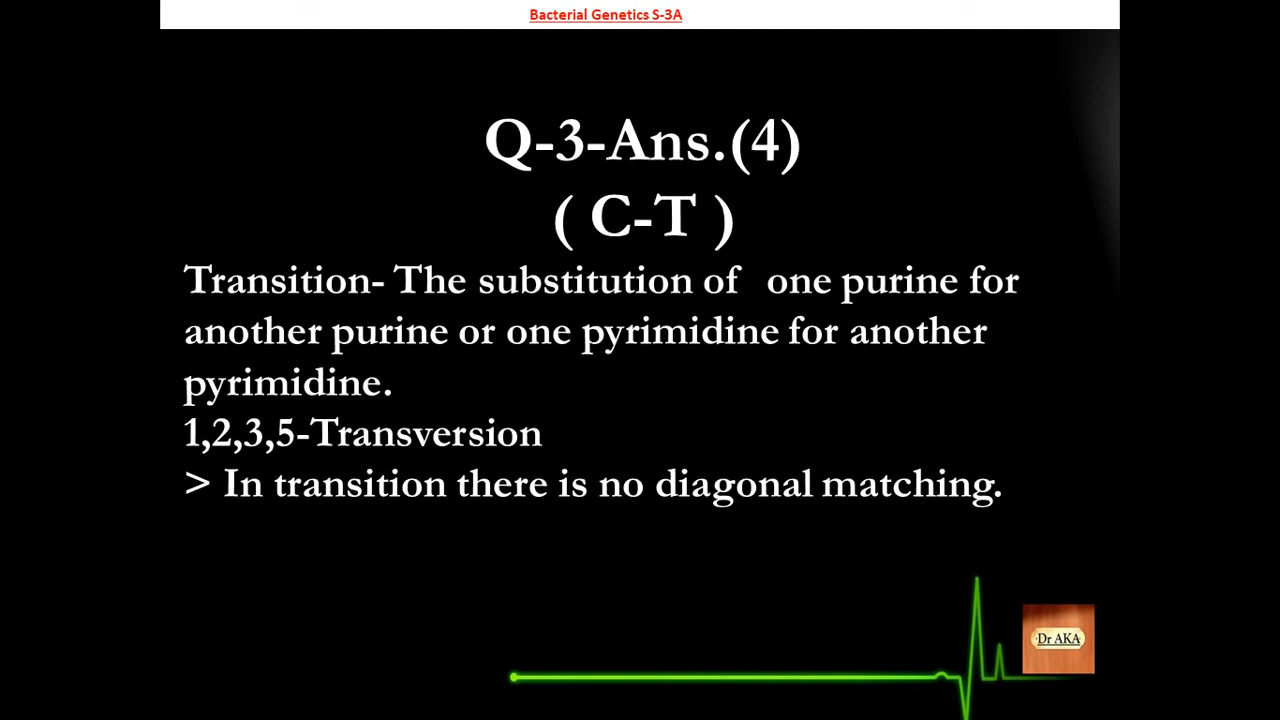 Bacterial Genetics S-3A
Q-3-Ans.(4)
( C-T )
Transition- The substitution of one purine for
another purine or one pyrimidine for another
pyrimidine.
1,2,3,5-Transversion
> In transition there is no diagonal matching.
Dr AKA